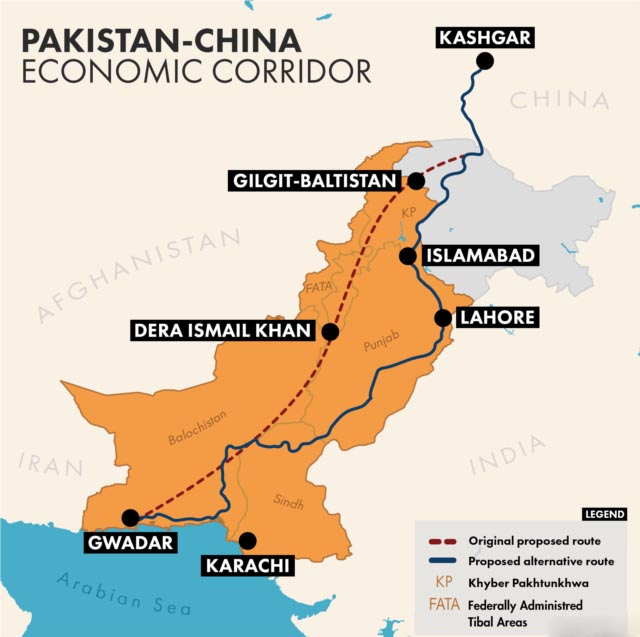 PAKISTAN-CHINA
ECONOMIC CORRIDOR
KASHGAR
CHINA
GILGIT-BALTISTAN
KP
AFGHANISTAN
ISLAMABAD
FATA
DERA ISMAIL KHAN
LAHORE
Punjab
Balochistan
IRAN
INDIA
Sindh
GWADAR
KARACHI
Arabian Sea
LEGEND
Original proposed route
Proposed alternative route
KP Khyber Pakhtunkhwa
FATA Federally Administred
Tibal Areas